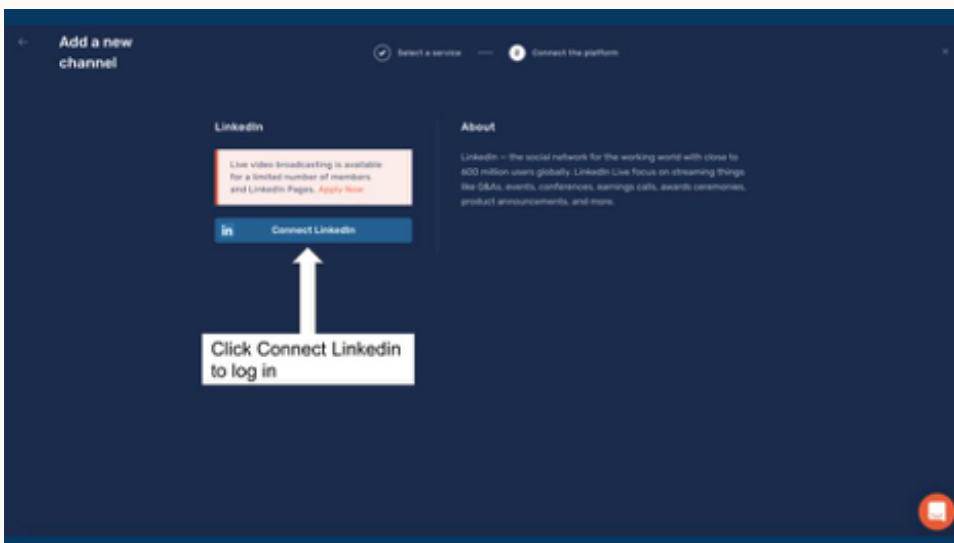 Add a new
channel
Select a service
2 Connect the platform
LinkedIn
Live video broadcasting is available
for a limited number of members
and LinkedIn Pages. Apply Now
in Connect LinkedIn
About
LinkedIn – the social network for the working world with close to
600 million users globally. LinkedIn Live focus on streaming things
like Q&As, events, conferences, earnings calls, awards ceremonies,
product announcements, and more.
Click Connect Linkedin
to log in